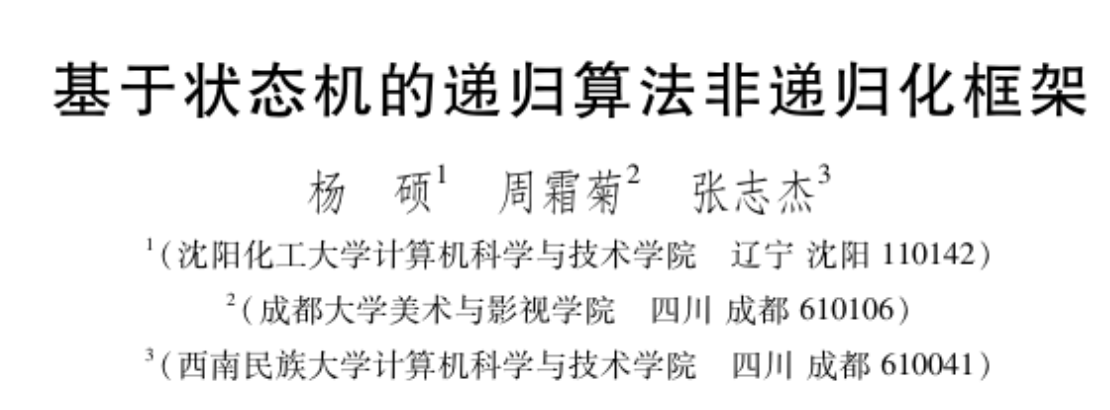 基于状态机的递归算法非递归化框架
杨　硕1　周霜菊2　张志杰3
1(沈阳化工大学计算机科学与技术学院　辽宁 沈阳 110142)
2(成都大学美术与影视学院　四川 成都 610106)
3(西南民族大学计算机科学与技术学院　四川 成都 610041)